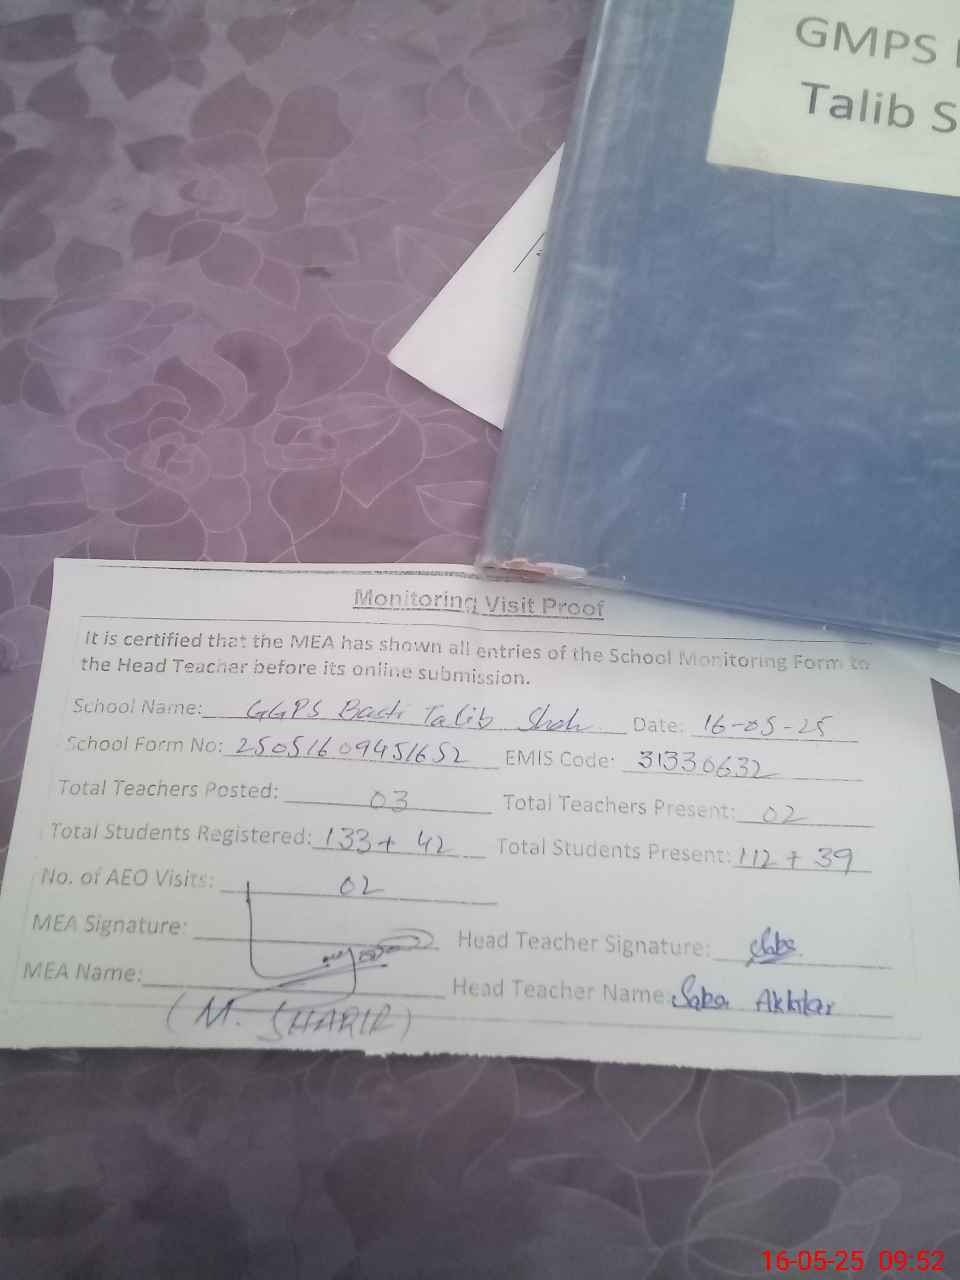 GMPS
Talib S
Monitoring Visit Proof
It is certified that the MEA has shown all entries of the School Monitoring Form to
the Head Teacher before its online submission.
School Name: GGPS Basti Talib Shah Date: 16-05-25
School Form No: 25051609451652 EMIS Code: 31330632
Total Teachers Posted: 03 Total Teachers Present: 02
Total Students Registered: 133+ 42 Total Students Present: 112 + 39
No. of AEO Visits: 02
MEA Signature: Head Teacher Signature: Saba
MEA Name: Head Teacher Name: Saba Akhtar
(M. SHARIF)
16-05-25 09:52